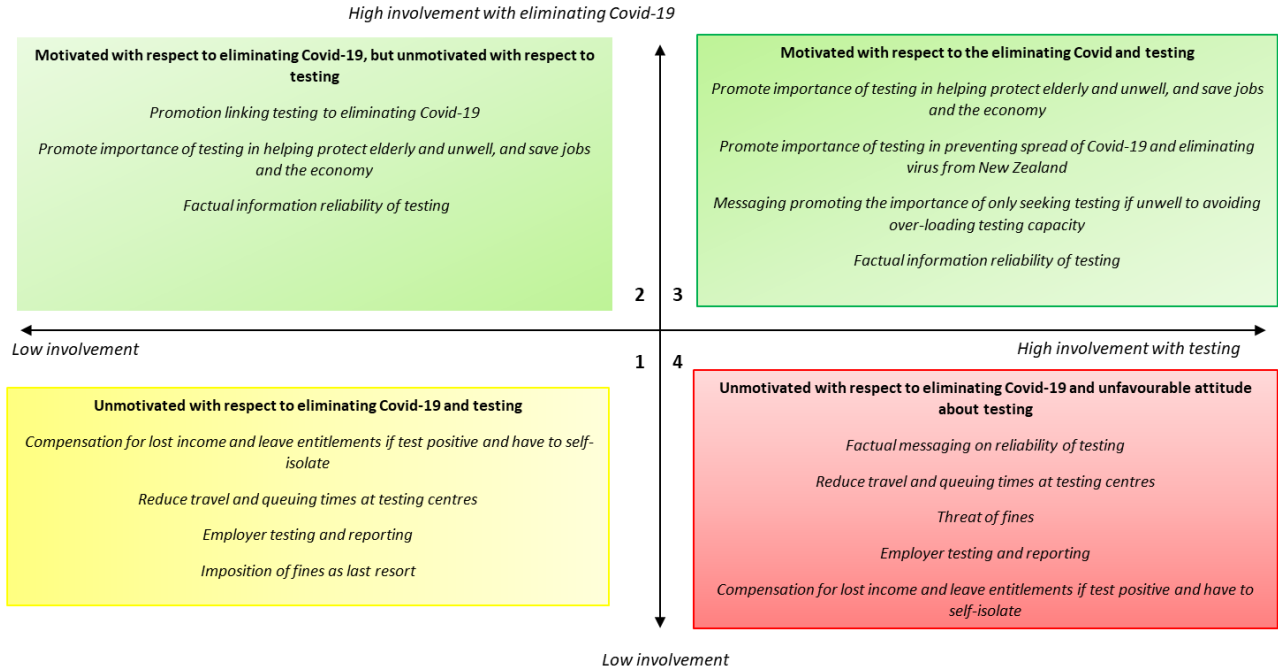 High involvement with eliminating Covid-19
Motivated with respect to eliminating Covid-19, but unmotivated with respect to
testing
Promotion linking testing to eliminating Covid-19
Promote importance of testing in helping protect elderly and unwell, and save jobs
and the economy
Factual information reliability of testing
Motivated with respect to the eliminating Covid and testing
Promote importance of testing in helping protect elderly and unwell, and save jobs
and the economy
Promote importance of testing in preventing spread of Covid-19 and eliminating
virus from New Zealand
Messaging promoting the importance of only seeking testing if unwell to avoiding
over-loading testing capacity
Factual information reliability of testing
2 3
Low involvement
High involvement with testing
1 4
Unmotivated with respect to eliminating Covid-19 and testing
Compensation for lost income and leave entitlements if test positive and have to self-
isolate
Reduce travel and queuing times at testing centres
Employer testing and reporting
Imposition of fines as last resort
Unmotivated with respect to eliminating Covid-19 and unfavourable attitude
about testing
Factual messaging on reliability of testing
Reduce travel and queuing times at testing centres
Threat of fines
Employer testing and reporting
Compensation for lost income and leave entitlements if test positive and have to
self-isolate
Low involvement